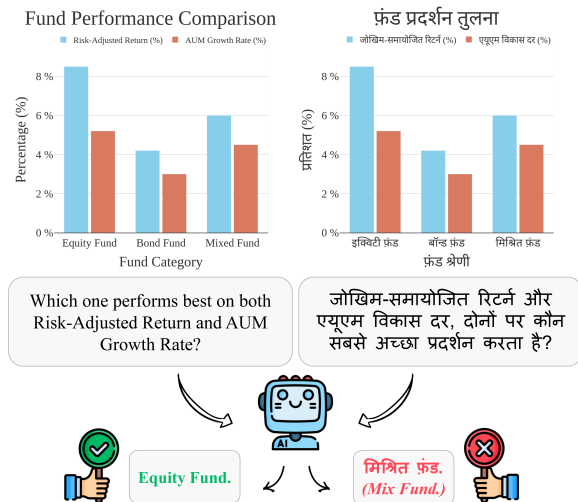 Fund Performance Comparison
Risk-Adjusted Return (%) AUM Growth Rate (%)
Percentage (%)
8 %
6 %
4 %
2 %
0 %
Equity Fund Bond Fund Mixed Fund
Fund Category
फ़ंड प्रदर्शन तुलना
जोखिम-समायोजित रिटर्न (%) एयूएम विकास दर (%)
प्रतिशत (%)
8 %
6 %
4 %
2 %
0 %
इक्विटी फ़ंड बॉन्ड फ़ंड मिश्रित फ़ंड
फ़ंड श्रेणी
Which one performs best on both
Risk-Adjusted Return and AUM
Growth Rate?
जोखिम-समायोजित रिटर्न और
एयूएम विकास दर, दोनों पर कौन
सबसे अच्छा प्रदर्शन करता है?
AI
Equity Fund.
मिश्रित फ़ंड.
(Mix Fund.)